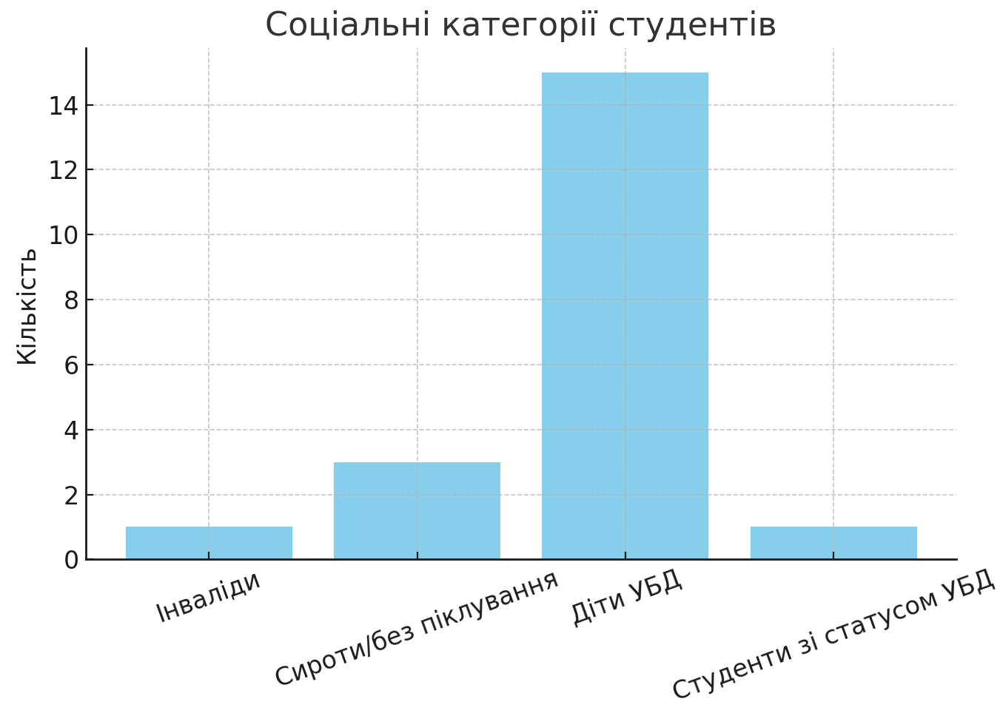 Соціальні категорії студентів
Кількість
14
12
10
8
6
4
2
0
Інваліди
Сироти/без піклування
Діти УБД
Студенти зі статусом УБД